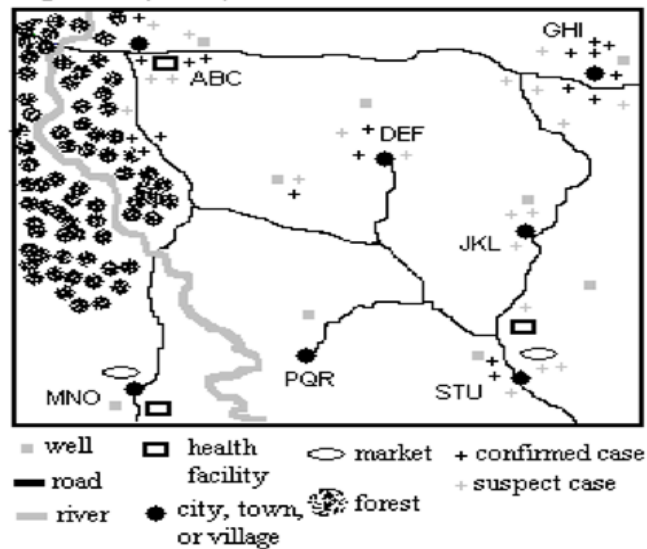 GHI
ABC
DEF
JKL
PQR
STU
MNO
well
health facility
market
confirmed case
road
suspect case
river
city, town, or village
forest